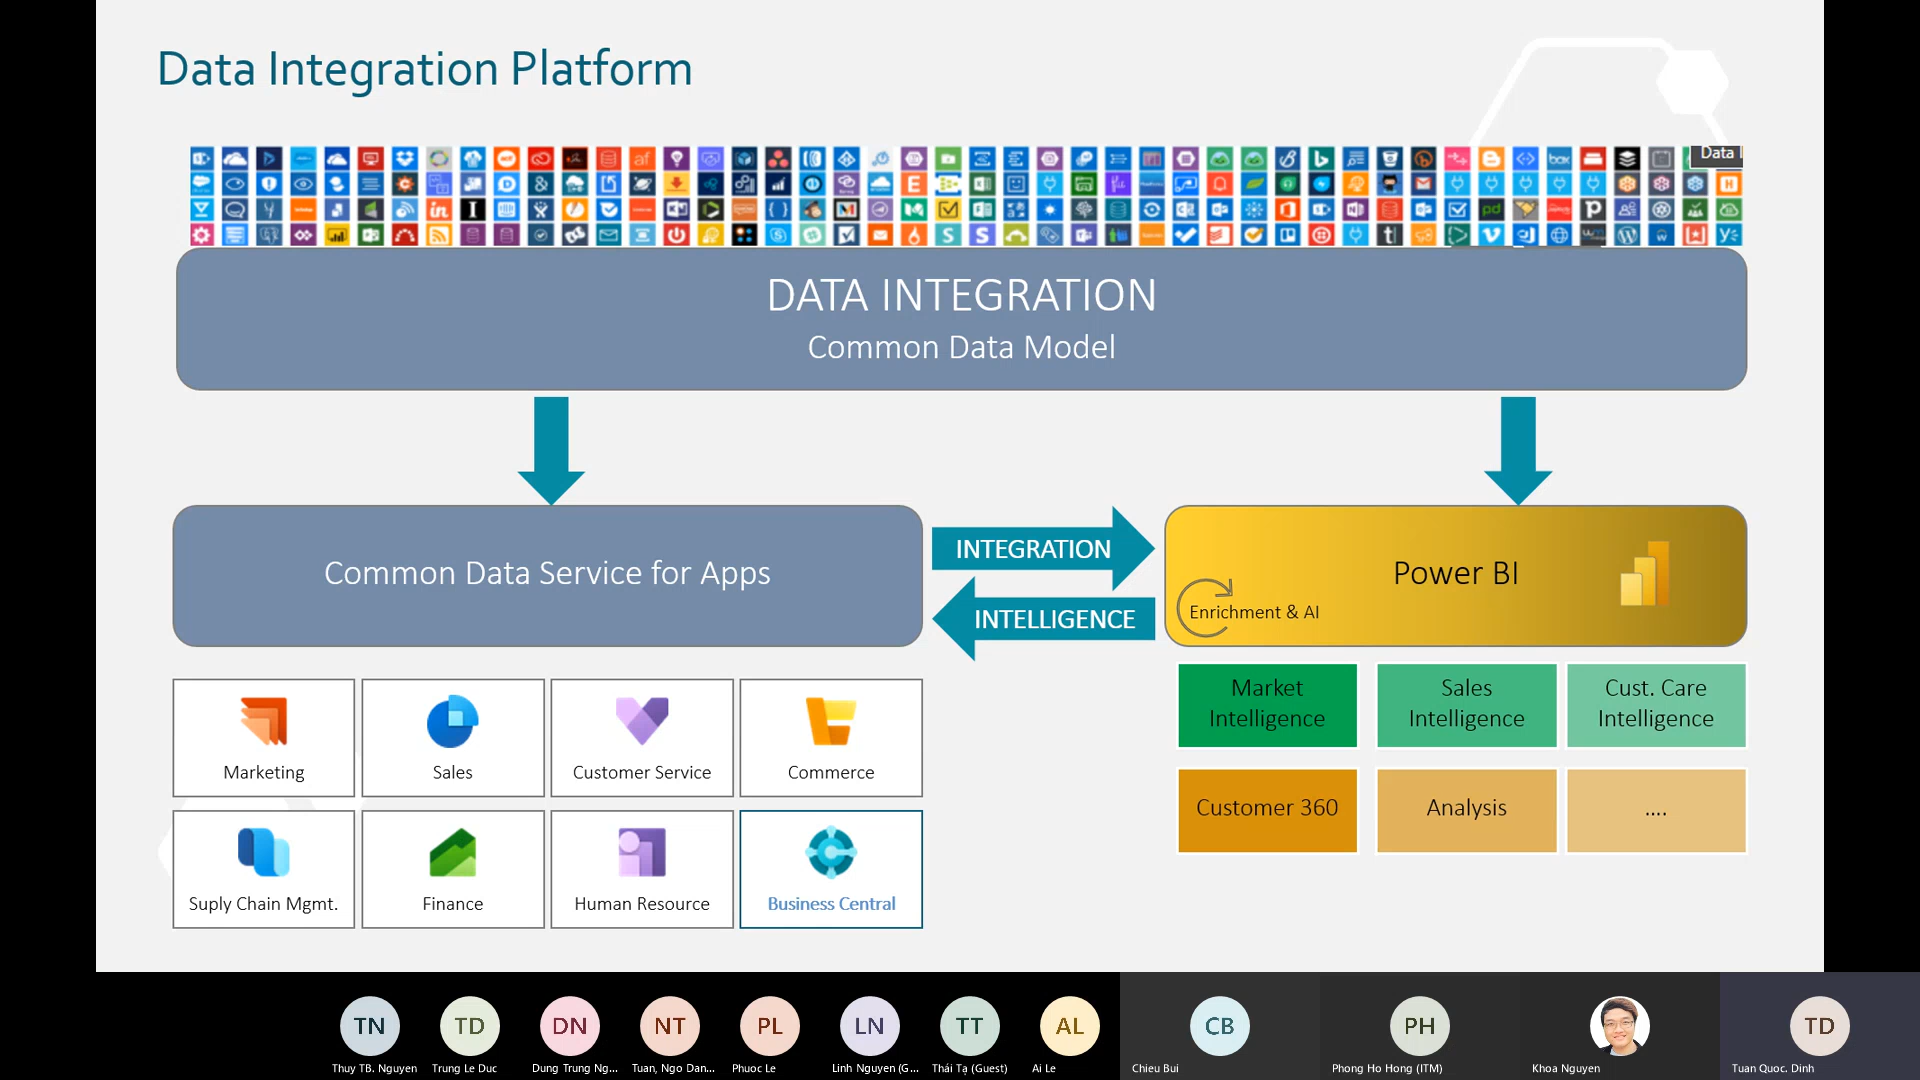 Data Integration Platform
Data
DATA INTEGRATION
Common Data Model
Common Data Service for Apps
INTEGRATION
INTELLIGENCE
Power BI
Enrichment & AI
Marketing
Sales
Customer Service
Commerce
Suply Chain Mgmt.
Finance
Human Resource
Business Central
Market
Intelligence
Sales
Intelligence
Cust. Care
Intelligence
Customer 360
Analysis
....
TN
TD
DN
NT
PL
LN
TT
AL
CB
PH
TD
Thuy TB. Nguyen
Trung Le Duc
Dung Trung Ng...
Tuan, Ngo Dan...
Phuoc Le
Linh Nguyen (G...
Thái Tạ (Guest)
Ai Le
Chieu Bui
Phong Ho Hong (ITM)
Khoa Nguyen
Tuan Quoc. Dinh